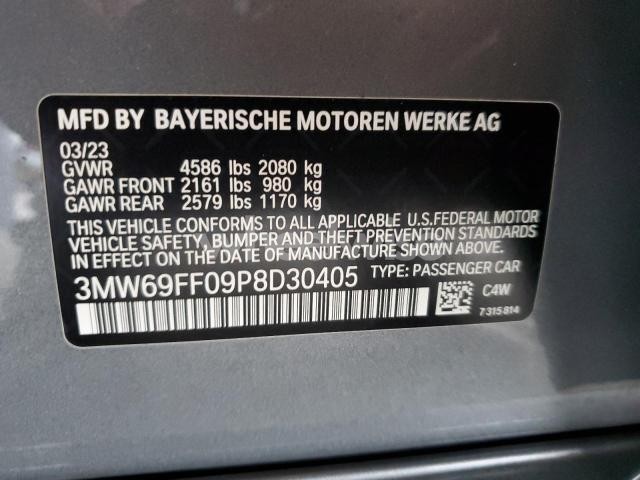 MFD BY BAYERISCHE MOTOREN WERKE AG
03/23
GVWR 4586 lbs 2080 kg
GAWR FRONT 2161 lbs 980 kg
GAWR REAR 2579 lbs 1170 kg
THIS VEHICLE CONFORMS TO ALL APPLICABLE U.S.FEDERAL MOTOR
VEHICLE SAFETY, BUMPER AND THEFT PREVENTION STANDARDS
IN EFFECT ON THE DATE OF MANUFACTURE SHOWN ABOVE.
3MW69FF09P8D30405 TYPE: PASSENGER CAR
C4W
7315814